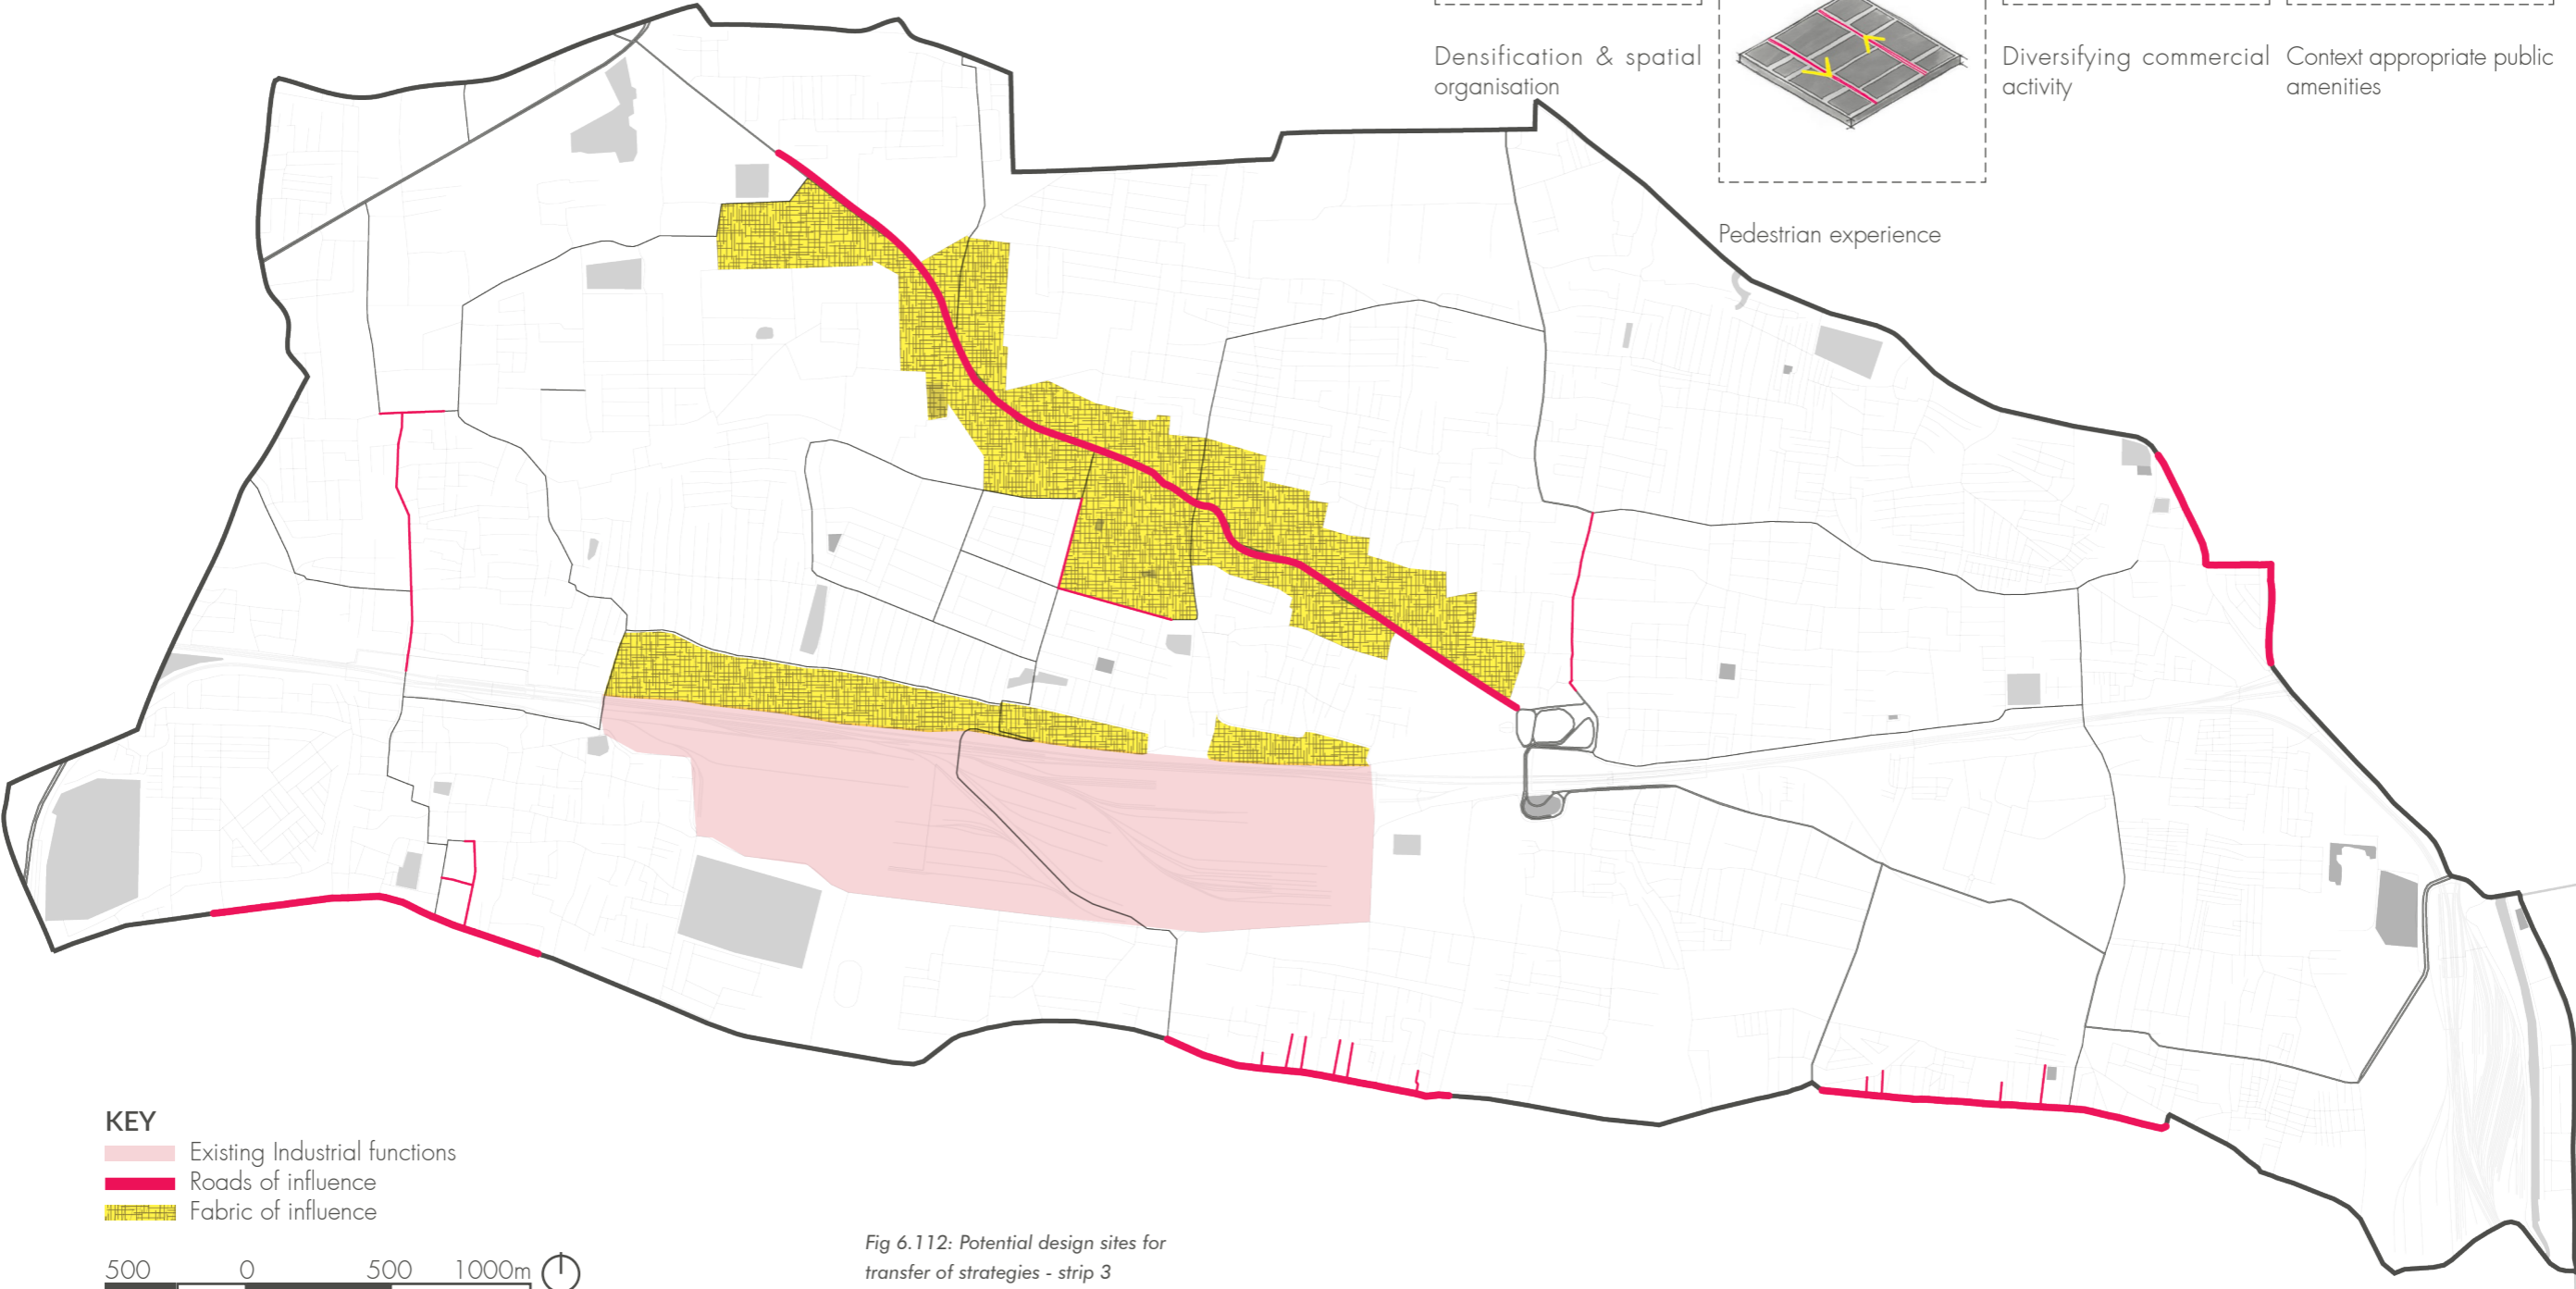 Densification & spatial
organisation
Pedestrian experience
Diversifying commercial
activity
Context appropriate public
amenities
KEY
Existing Industrial functions
Roads of influence
Fabric of influence
500 0 500 1000m
Fig 6.112: Potential design sites for
transfer of strategies - strip 3